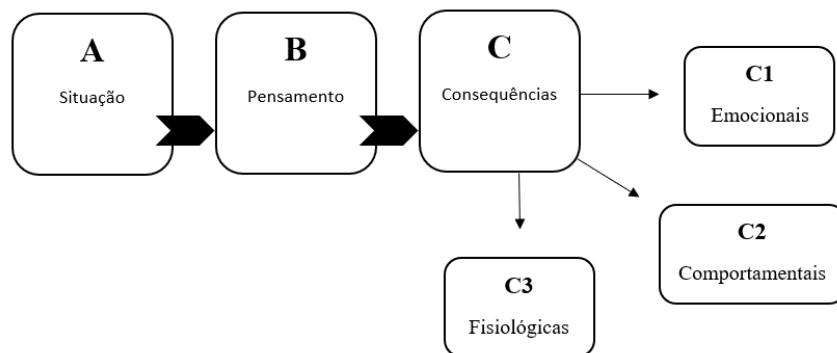 A
Situação
B
Pensamento
C
Consequências
C1
Emocionais
C2
Comportamentais
C3
Fisiológicas